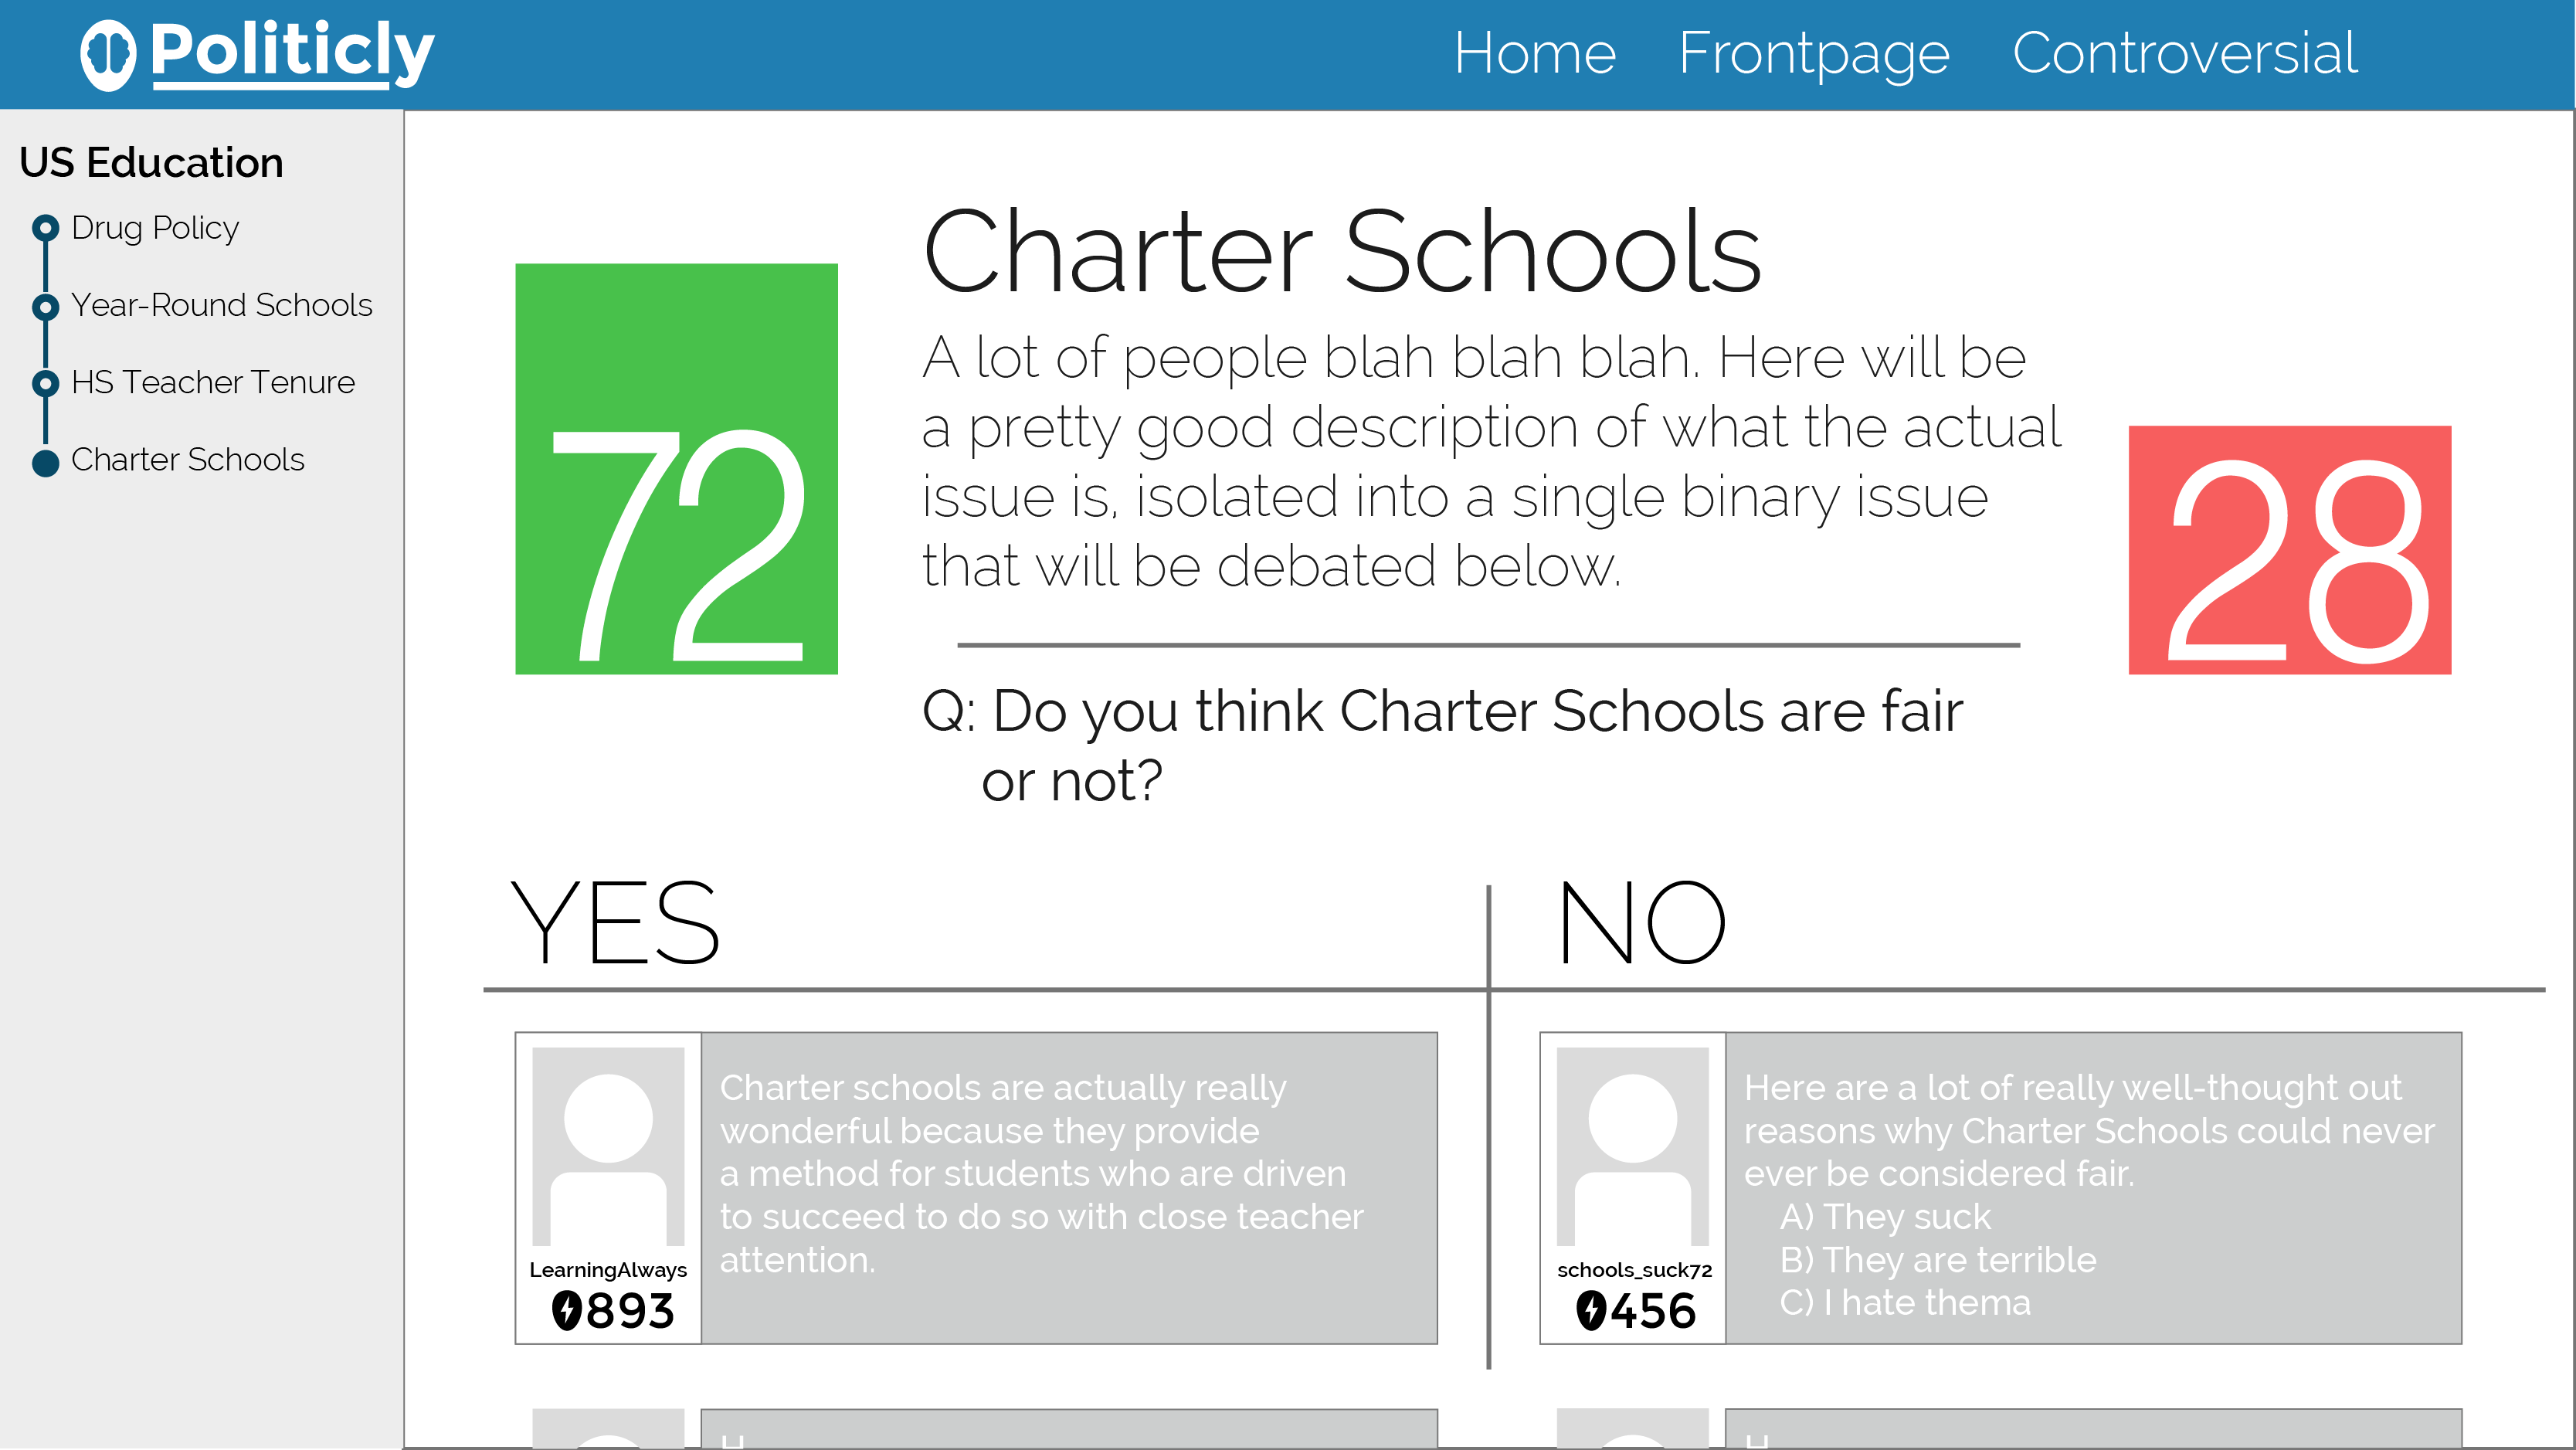 Politicly
Home Frontpage Controversial
US Education
Drug Policy
Year-Round Schools
HS Teacher Tenure
Charter Schools
72
Charter Schools
A lot of people blah blah blah. Here will be
a pretty good description of what the actual
issue is, isolated into a single binary issue
that will be debated below.
28
Q: Do you think Charter Schools are fair
or not?
YES
Charter schools are actually really
wonderful because they provide
a method for students who are driven
to succeed to do so with close teacher
attention.
LearningAlways
893
NO
Here are a lot of really well-thought out
reasons why Charter Schools could never
ever be considered fair.
A) They suck
B) They are terrible
C) I hate thema
schools_suck72
456